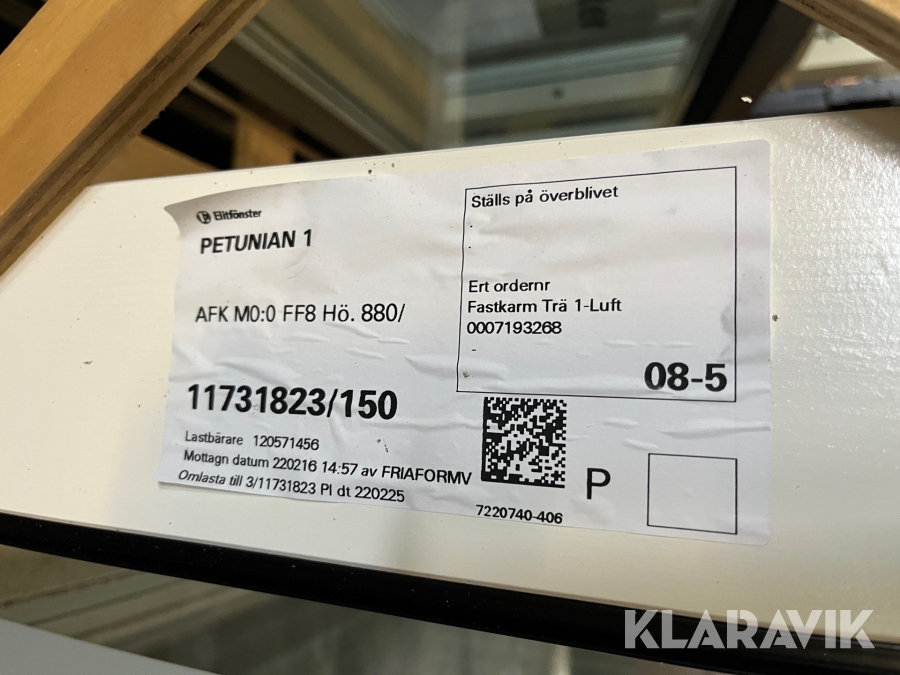 Elitfönster
PETUNIAN 1
AFK M0:0 FF8 Hö. 880/
11731823/150
Lastbärare 120571456
Mottagn datum 220216 14:57 av FRIAFORMV
Omlasta till 3/11731823 Pl dt 220225
Ställs på överblivet
-
-
Ert ordernr
Fastkarm Trä 1-Luft
0007193268
-
08-5
P
7220740-406
KLARAVIK